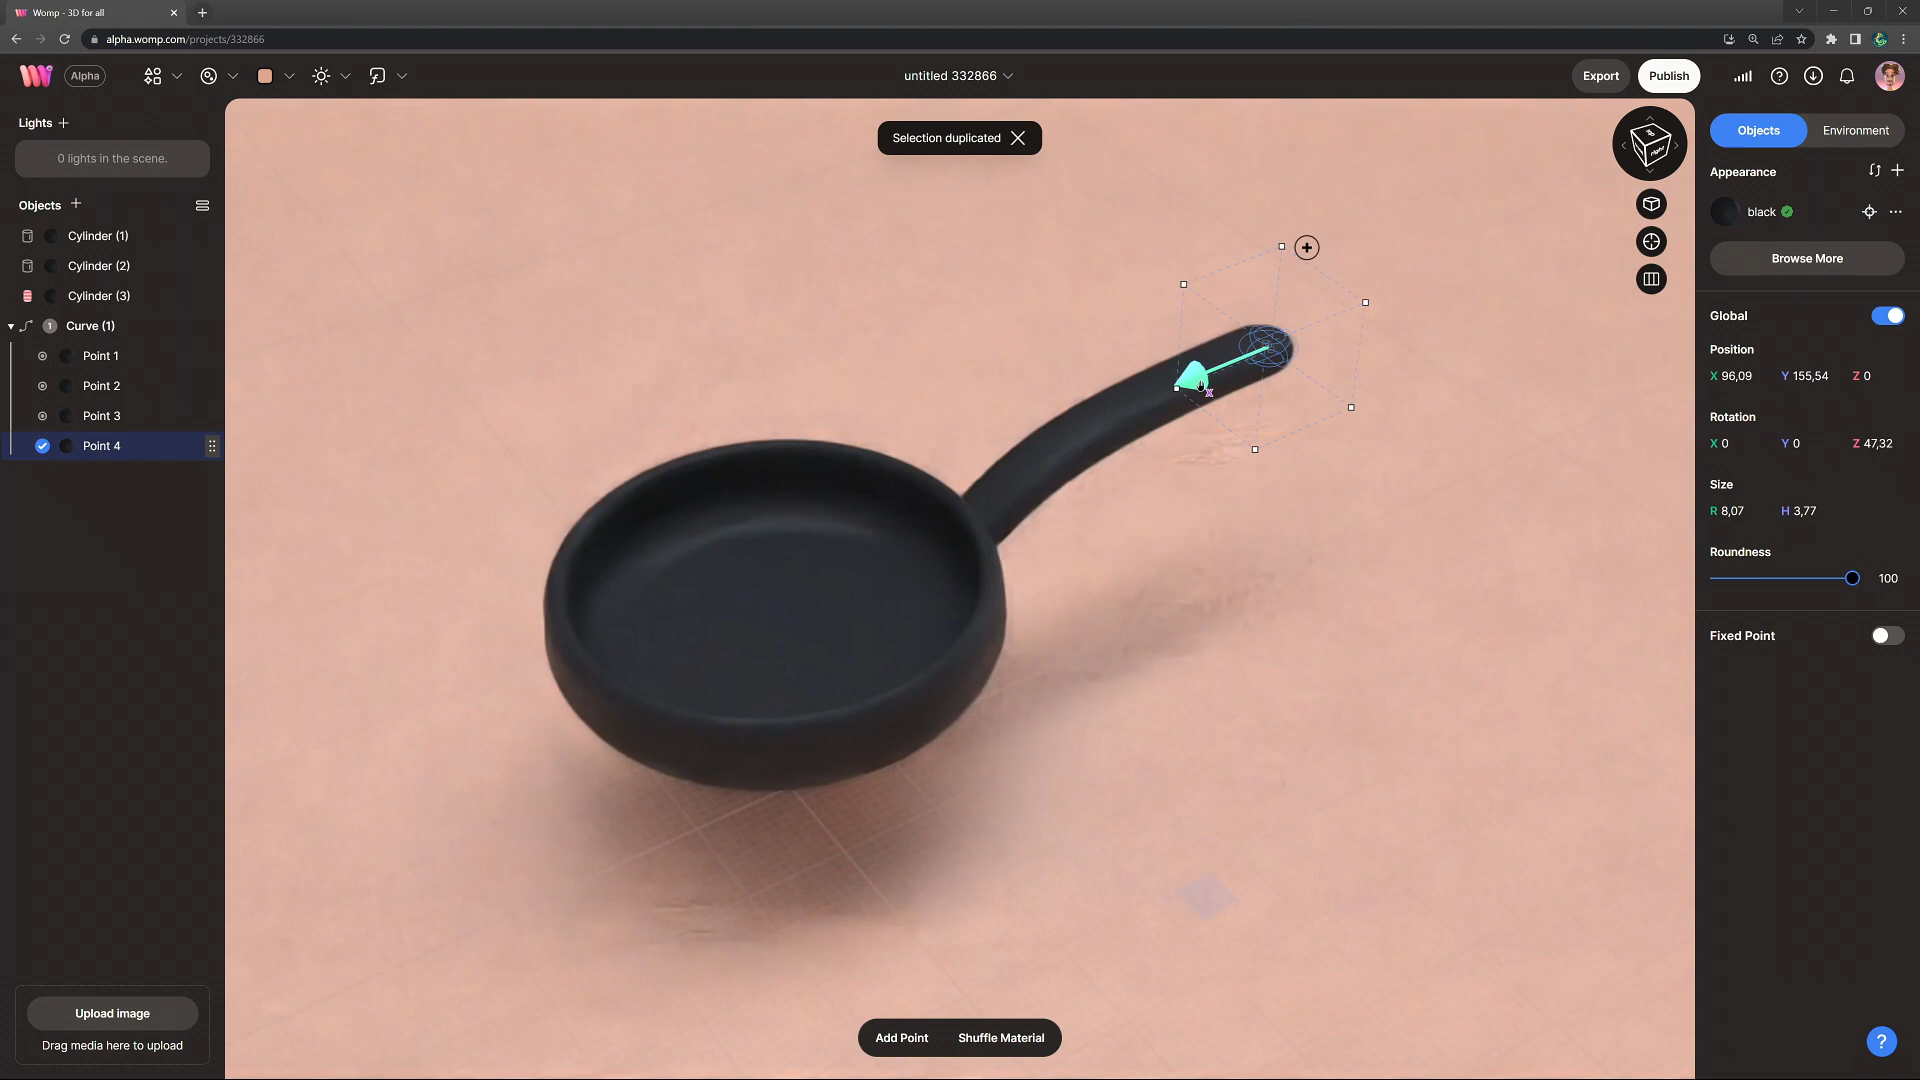 Womp - 3D for all
alpha.womp.com/projects/332866
Alpha
untitled 332866
Export
Publish
Lights
0 lights in the scene.
Objects
Cylinder (1)
Cylinder (2)
Cylinder (3)
1 Curve (1)
Point 1
Point 2
Point 3
Point 4
Upload image
Drag media here to upload
Selection duplicated
x
top
right
Add Point Shuffle Material
Objects Environment
Appearance
black
Browse More
Global
Position
X 96,09 Y 155,54 Z 0
Rotation
X 0 Y 0 Z 47,32
Size
R 8,07 H 3,77
Roundness
100
Fixed Point
?